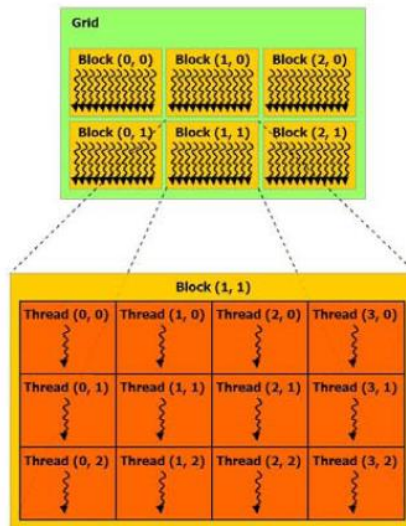 Grid
Block (0, 0) Block (1, 0) Block (2, 0)
Block (0, 1) Block (1, 1) Block (2, 1)
Block (1, 1)
Thread (0, 0) Thread (1, 0) Thread (2, 0) Thread (3, 0)
Thread (0, 1) Thread (1, 1) Thread (2, 1) Thread (3, 1)
Thread (0, 2) Thread (1, 2) Thread (2, 2) Thread (3, 2)